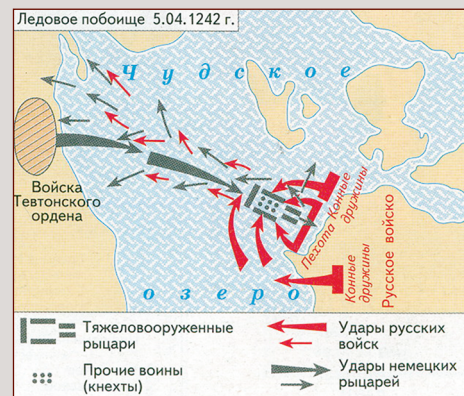 Ледовое побоище 5.04.1242 г.
Чудское
озеро
Войска
Тевтонского
ордена
Пехота
Конные
дружины
Конные
дружины
Русское войско
Тяжеловооруженные
рыцари
Прочие воины
(кнехты)
Удары русских
войск
Удары немецких
рыцарей